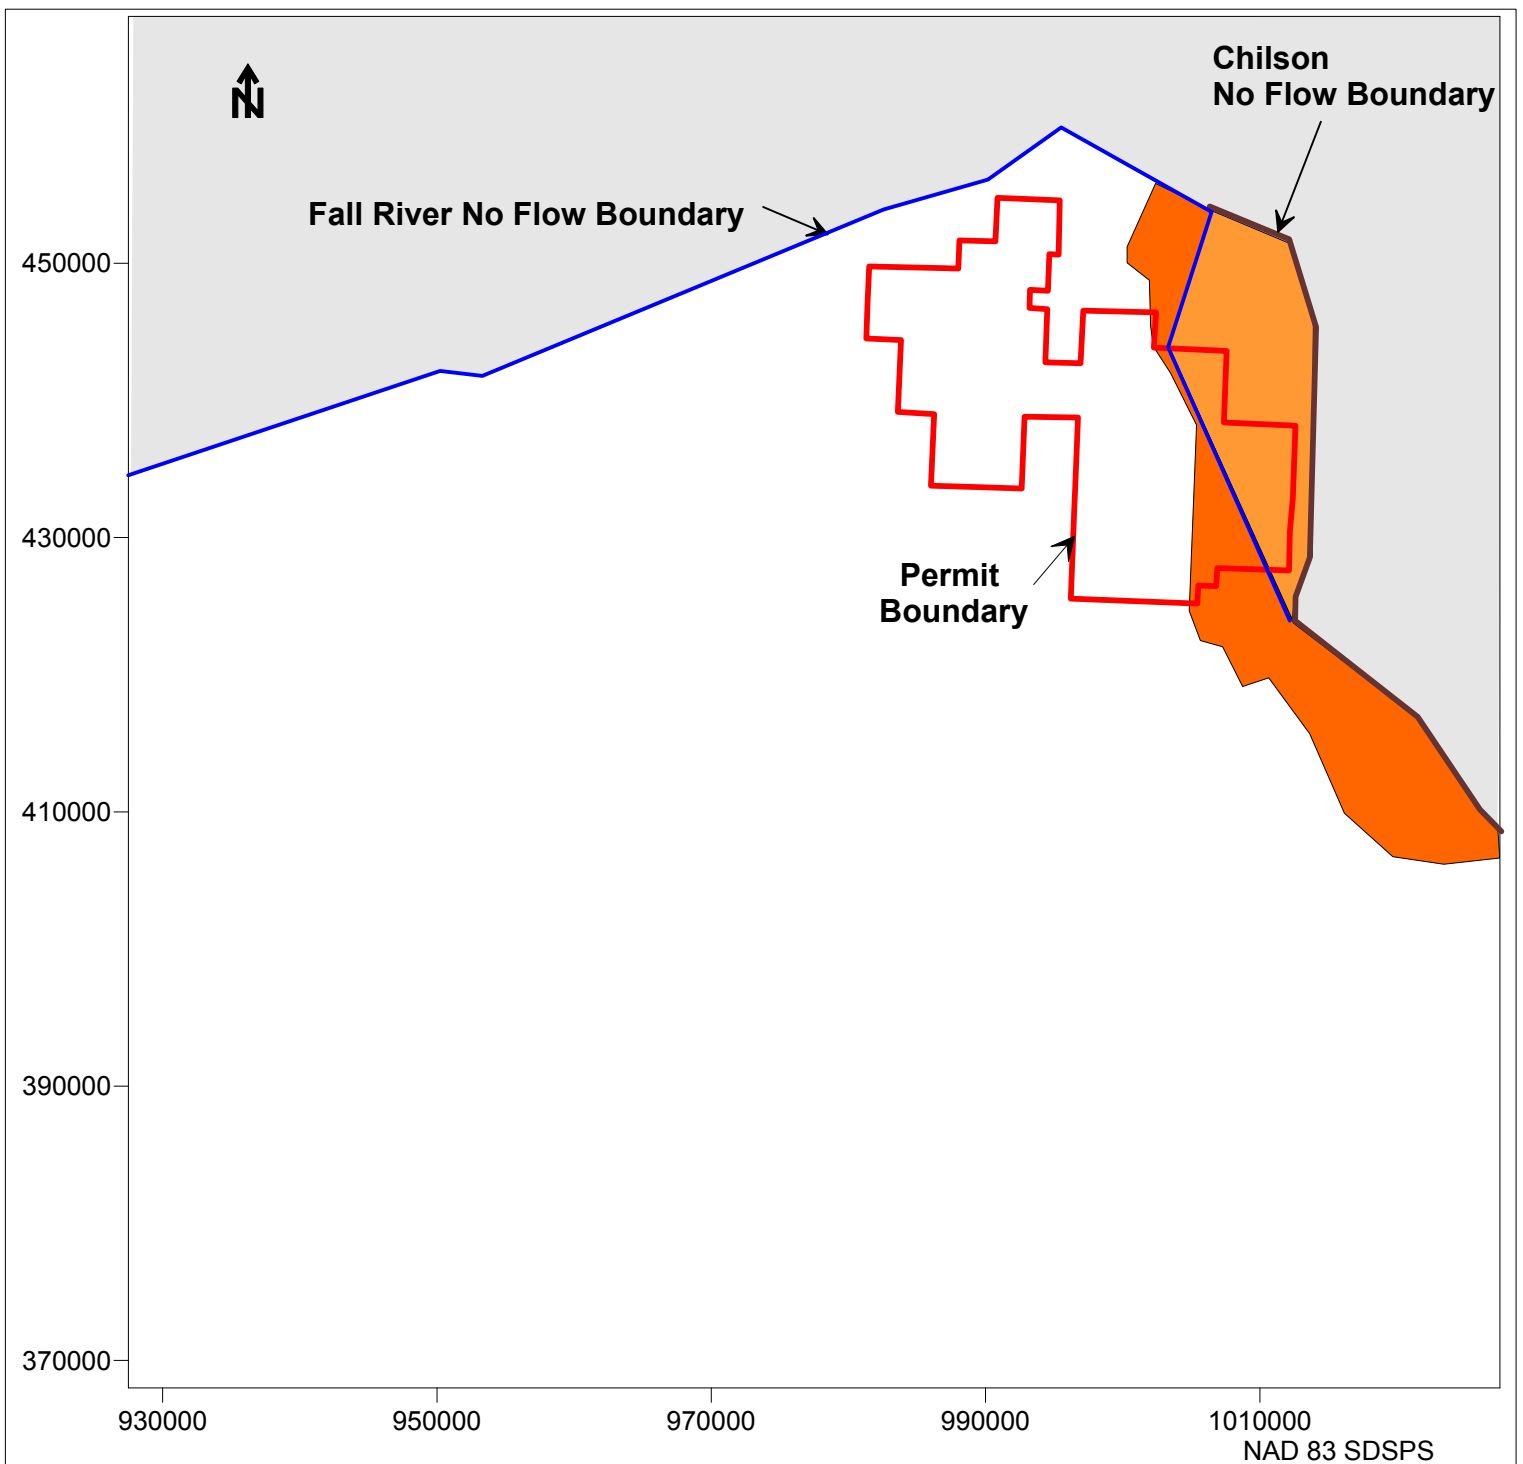 Chilson
No Flow Boundary
N
Fall River No Flow Boundary
450000
430000
Permit
Boundary
410000
390000
370000
930000 950000 970000 990000 1010000
NAD 83 SDSPS